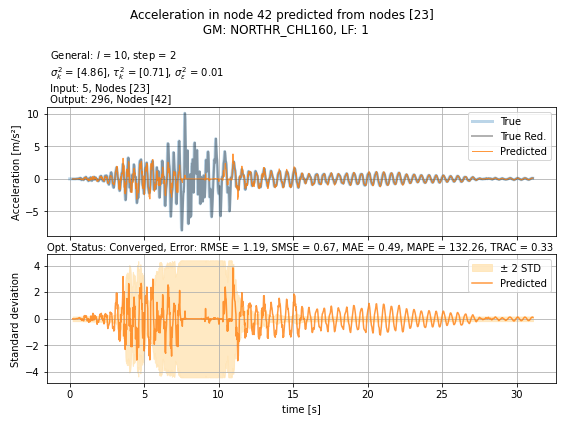 Acceleration in node 42 predicted from nodes [23]
GM: NORTHR_CHL160, LF: 1
General: l = 10, step = 2
σ²ₖ = [4.86], τ²ₖ = [0.71], σ²ε = 0.01
Input: 5, Nodes [23]
Output: 296, Nodes [42]
Acceleration [m/s²]
10
5
0
−5
True
True Red.
Predicted
Opt. Status: Converged, Error: RMSE = 1.19, SMSE = 0.67, MAE = 0.49, MAPE = 132.26, TRAC = 0.33
Standard deviation
4
2
0
−2
−4
± 2 STD
Predicted
0 5 10 15 20 25 30
time [s]